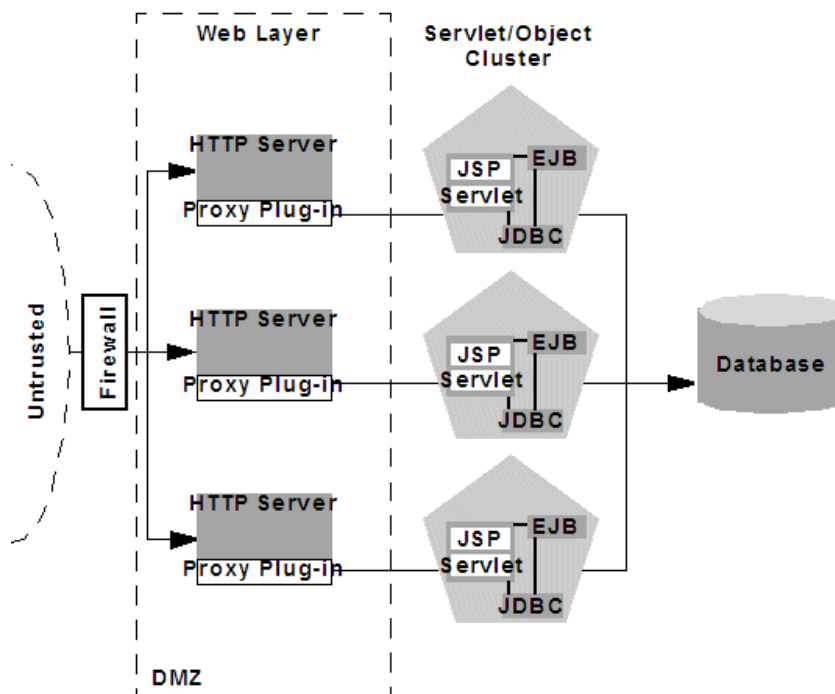 Web Layer
Servlet/Object
Cluster
HTTP Server
Proxy Plug-in
JSP
Servlet
EJB
JDBC
Untrusted
Firewall
HTTP Server
Proxy Plug-in
JSP
Servlet
EJB
JDBC
Database
HTTP Server
Proxy Plug-in
JSP
Servlet
EJB
JDBC
DMZ